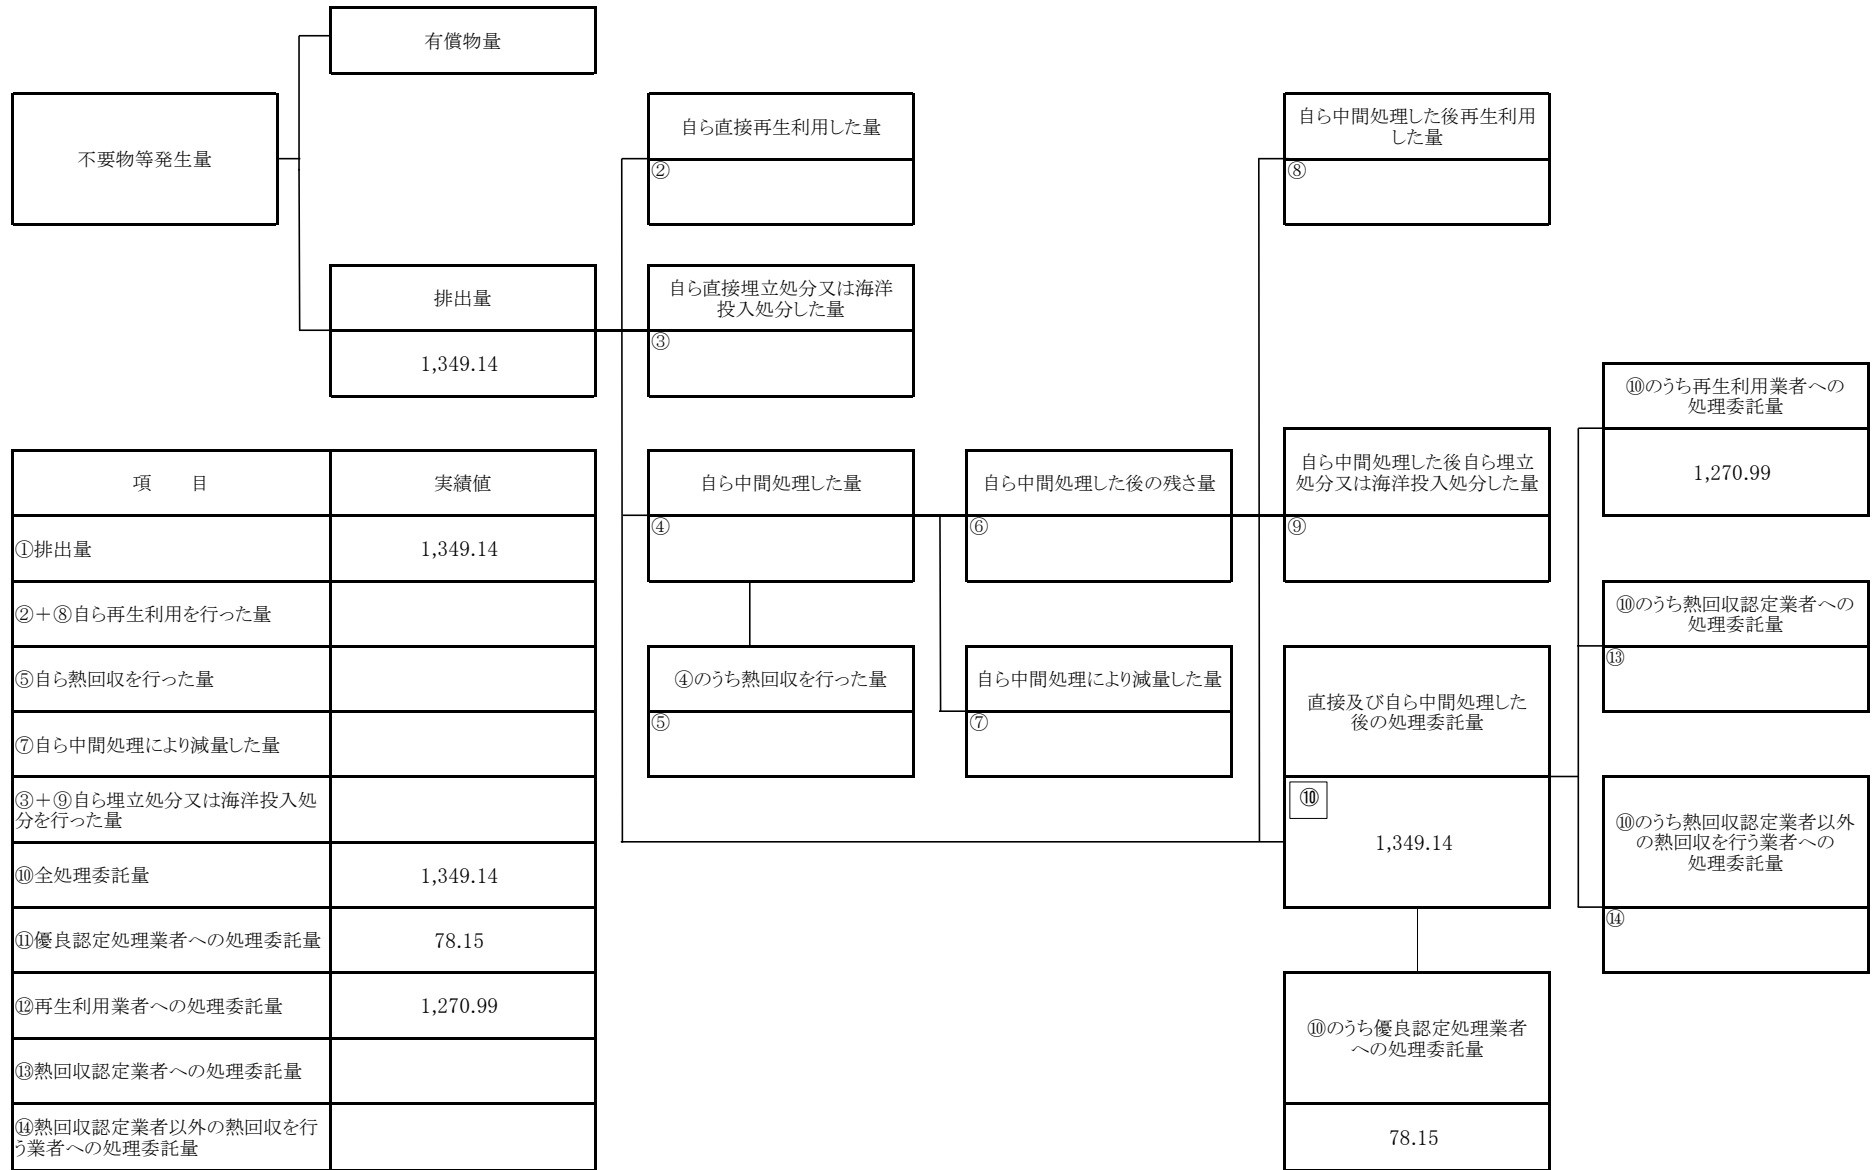 有償物量
不要物等発生量
自ら直接再生利用した量
②
自ら中間処理した後再生利用
した量
⑧
排出量
1,349.14
自ら直接埋立処分又は海洋
投入処分した量
③
⑩のうち再生利用業者への
処理委託量
1,270.99
自ら中間処理した量
④
自ら中間処理した後の残さ量
⑥
自ら中間処理した後自ら埋立
処分又は海洋投入処分した量
⑨
⑩のうち熱回収認定業者への
処理委託量
⑬
④のうち熱回収を行った量
⑤
自ら中間処理により減量した量
⑦
直接及び自ら中間処理した
後の処理委託量
⑩
1,349.14
⑩のうち熱回収認定業者以外
の熱回収を行う業者への
処理委託量
⑭
⑩のうち優良認定処理業者
への処理委託量
78.15
項　目 実績値
①排出量 1,349.14
②＋⑧自ら再生利用を行った量
⑤自ら熱回収を行った量
⑦自ら中間処理により減量した量
③＋⑨自ら埋立処分又は海洋投入処
分を行った量
⑩全処理委託量 1,349.14
⑪優良認定処理業者への処理委託量 78.15
⑫再生利用業者への処理委託量 1,270.99
⑬熱回収認定業者への処理委託量
⑭熱回収認定業者以外の熱回収を行
う業者への処理委託量